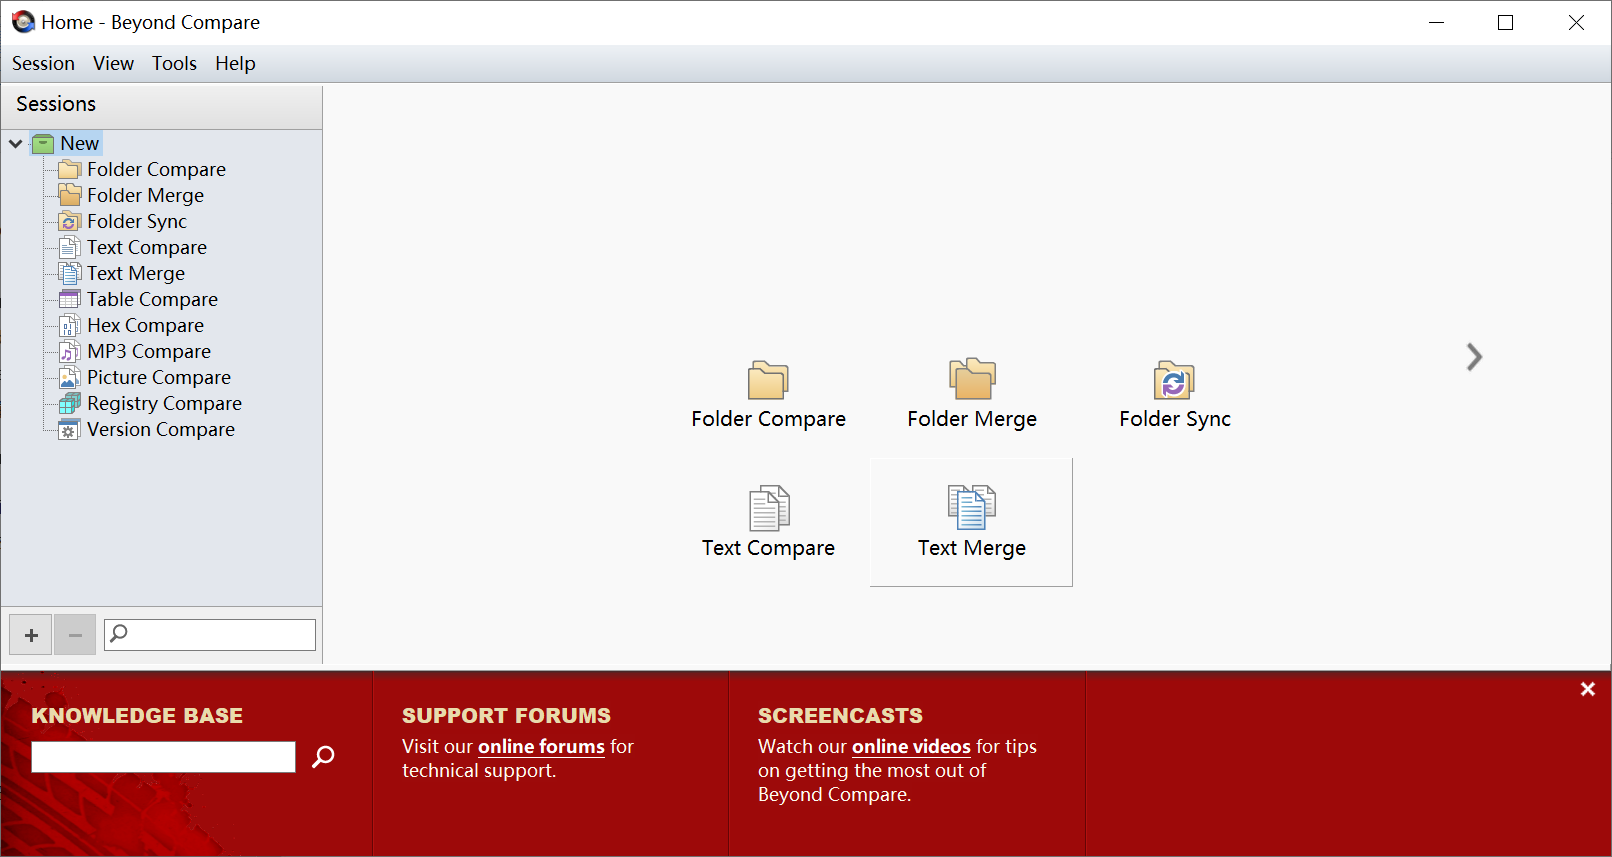 Home - Beyond Compare
Session View Tools Help
Sessions
New
Folder Compare
Folder Merge
Folder Sync
Text Compare
Text Merge
Table Compare
Hex Compare
MP3 Compare
Picture Compare
Registry Compare
Version Compare
Folder Compare
Folder Merge
Folder Sync
Text Compare
Text Merge
KNOWLEDGE BASE
SUPPORT FORUMS
Visit our online forums for
technical support.
SCREENCASTS
Watch our online videos for tips
on getting the most out of
Beyond Compare.